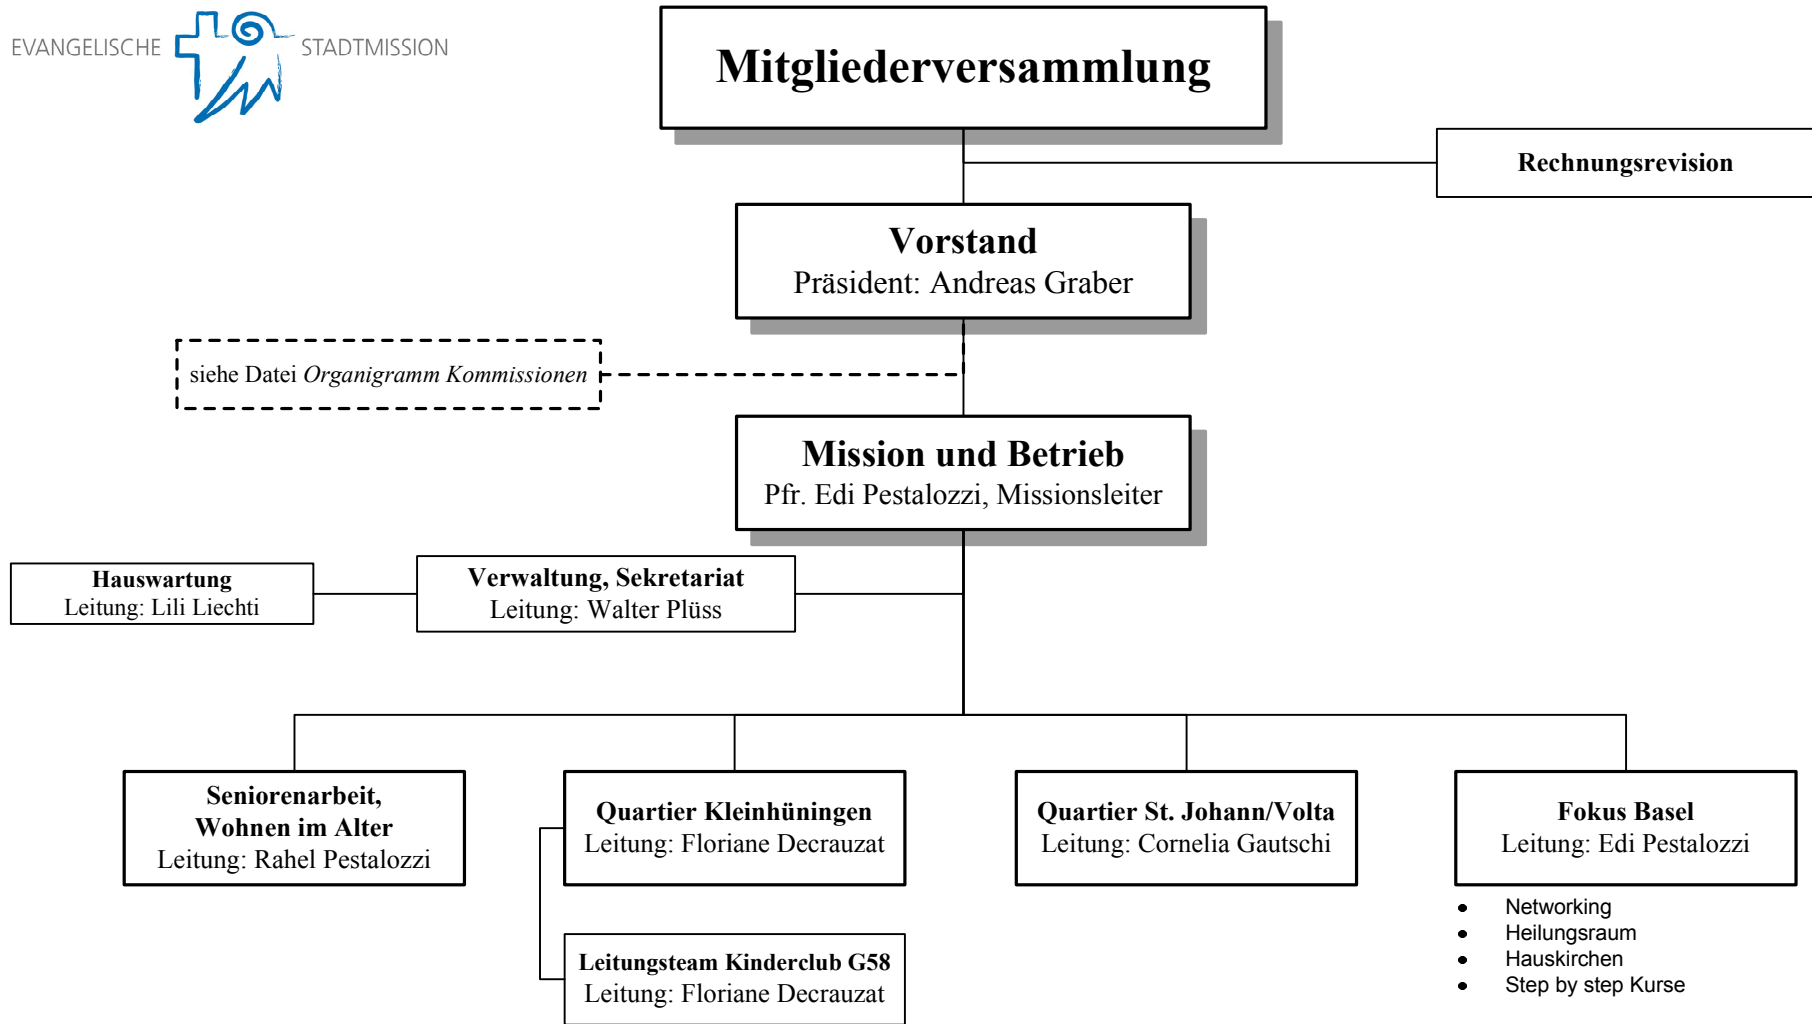 EVANGELISCHE STADTMISSION
Mitgliederversammlung
Rechnungsrevision
Vorstand
Präsident: Andreas Graber
siehe Datei Organigramm Kommissionen
Mission und Betrieb
Pfr. Edi Pestalozzi, Missionsleiter
Hauswartung
Leitung: Lili Liechti
Verwaltung, Sekretariat
Leitung: Walter Plüss
Seniorenarbeit,
Wohnen im Alter
Leitung: Rahel Pestalozzi
Quartier Kleinhüningen
Leitung: Floriane Decrauzat
Leitungsteam Kinderclub G58
Leitung: Floriane Decrauzat
Quartier St. Johann/Volta
Leitung: Cornelia Gautschi
Fokus Basel
Leitung: Edi Pestalozzi
• Networking
• Heilungsraum
• Hauskirchen
• Step by step Kurse